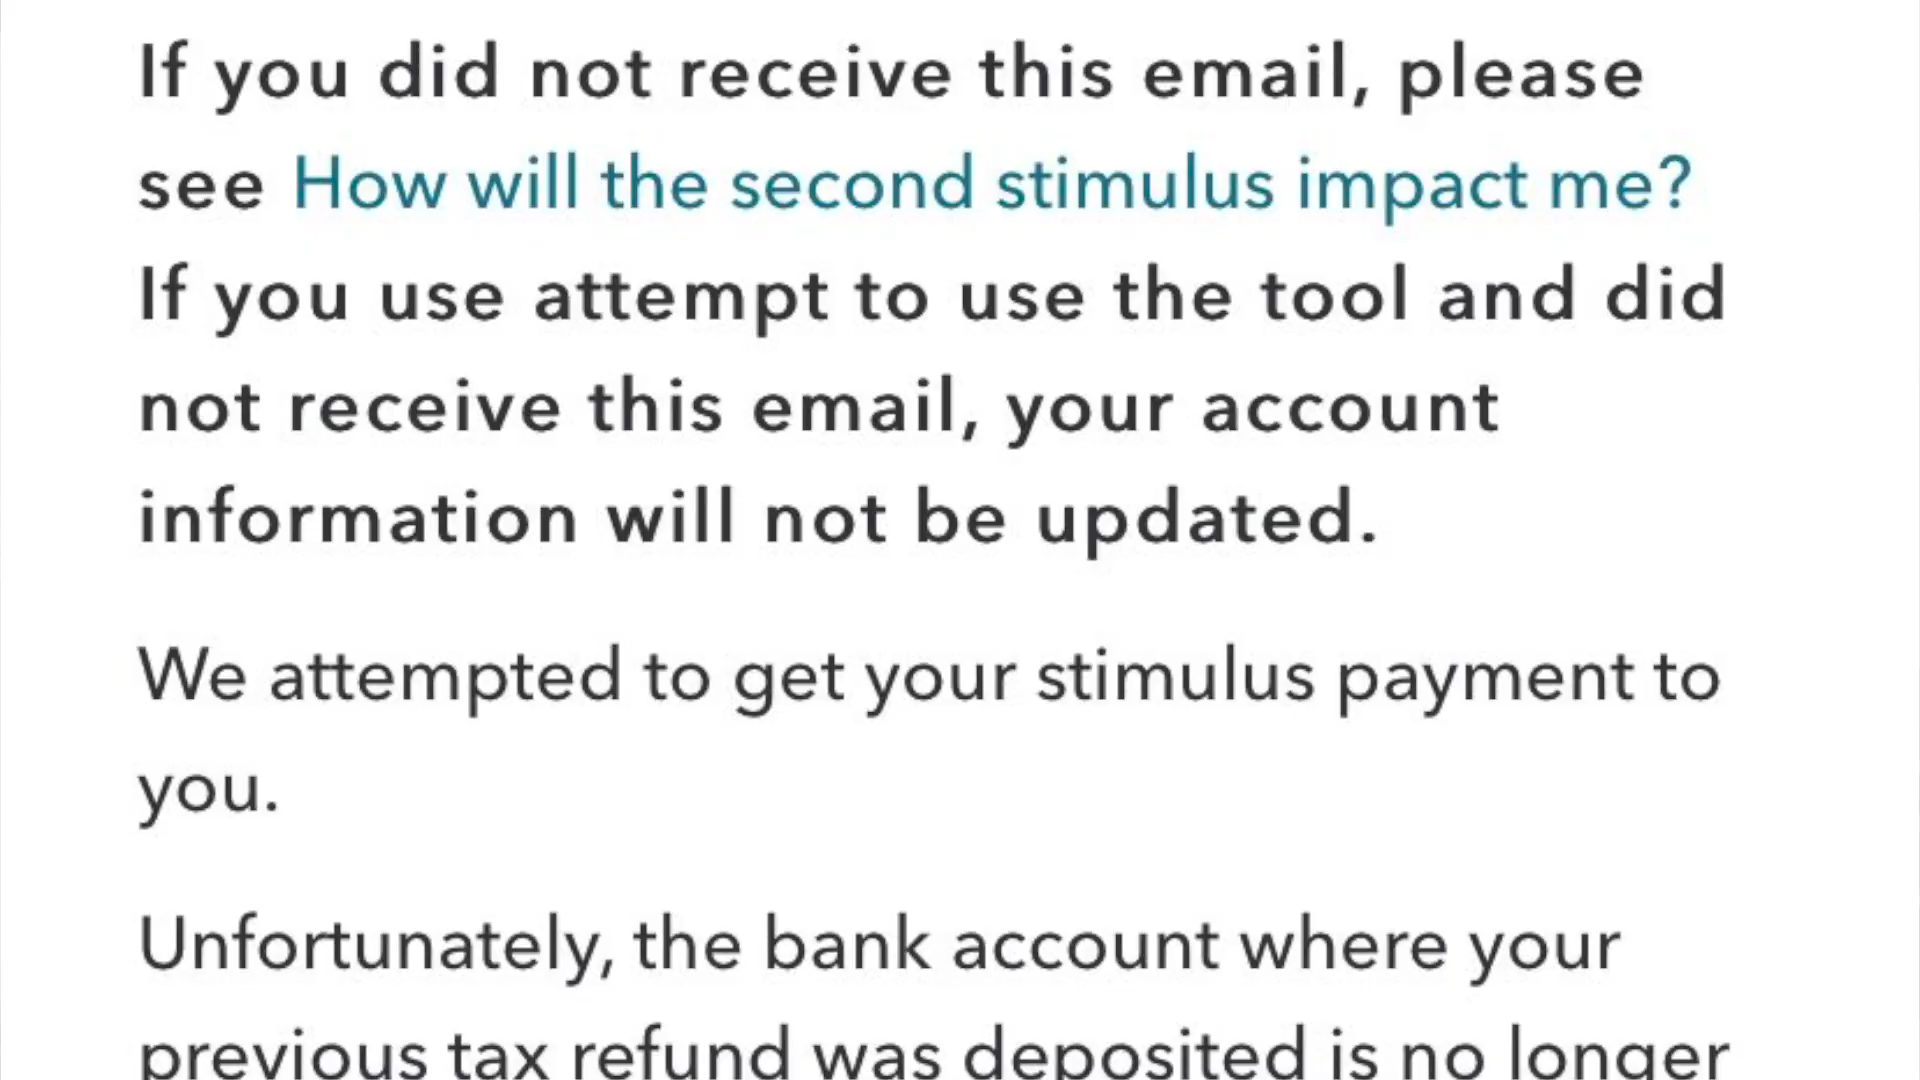 If you did not receive this email, please
see How will the second stimulus impact me?
If you use attempt to use the tool and did
not receive this email, your account
information will not be updated.
We attempted to get your stimulus payment to
you.
Unfortunately, the bank account where your
previous tax refund was deposited is no longer